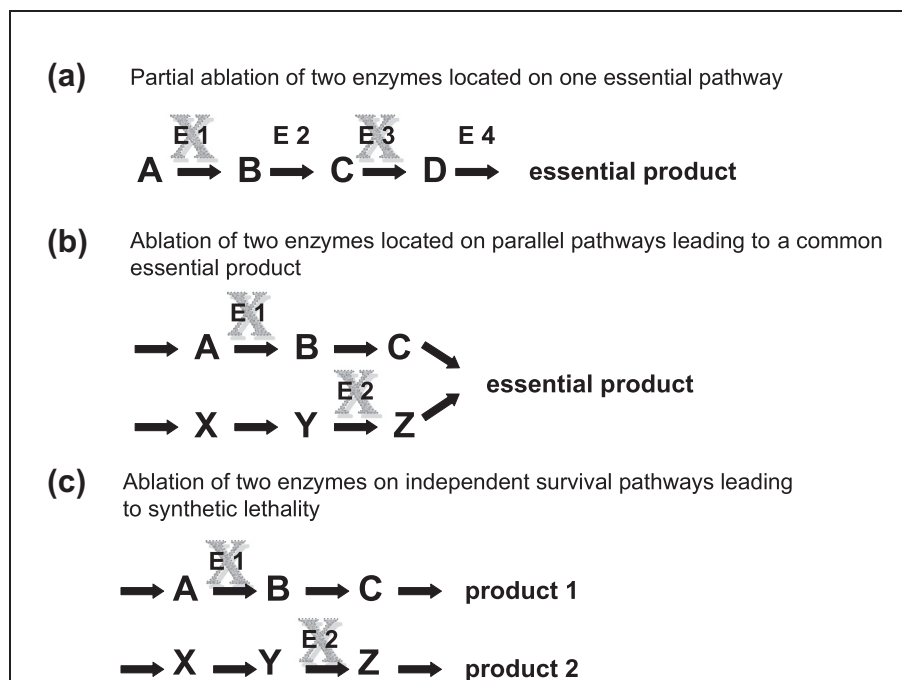 (a) Partial ablation of two enzymes located on one essential pathway
E 1 E 2 E 3 E 4
A B C D essential product
(b) Ablation of two enzymes located on parallel pathways leading to a common
essential product
E 1
A B C
essential product
E 2
X Y Z
(c) Ablation of two enzymes on independent survival pathways leading
to synthetic lethality
E 1
A B C product 1
E 2
X Y Z product 2